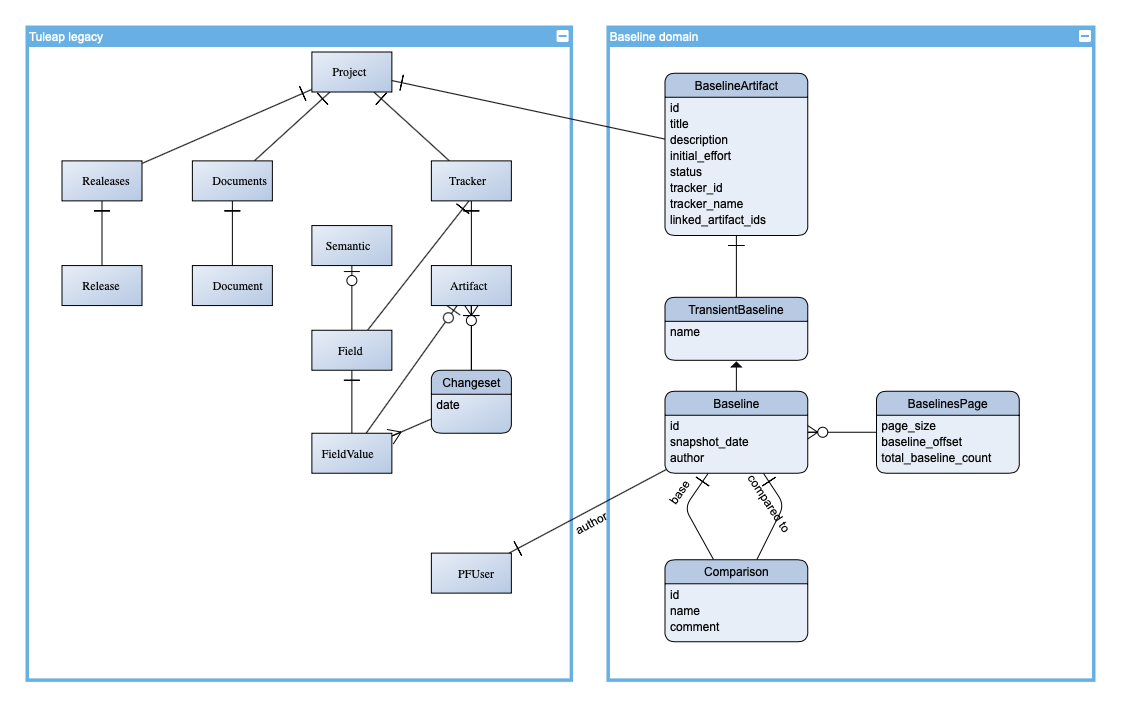 Tuleap legacy
Project
Realeases
Documents
Tracker
Semantic
Release
Document
Artifact
Field
Changeset
date
FieldValue
PFUser
author
Baseline domain
BaselineArtifact
id
title
description
initial_effort
status
tracker_id
tracker_name
linked_artifact_ids
TransientBaseline
name
Baseline
id
snapshot_date
author
BaselinesPage
page_size
baseline_offset
total_baseline_count
base
compared to
Comparison
id
name
comment